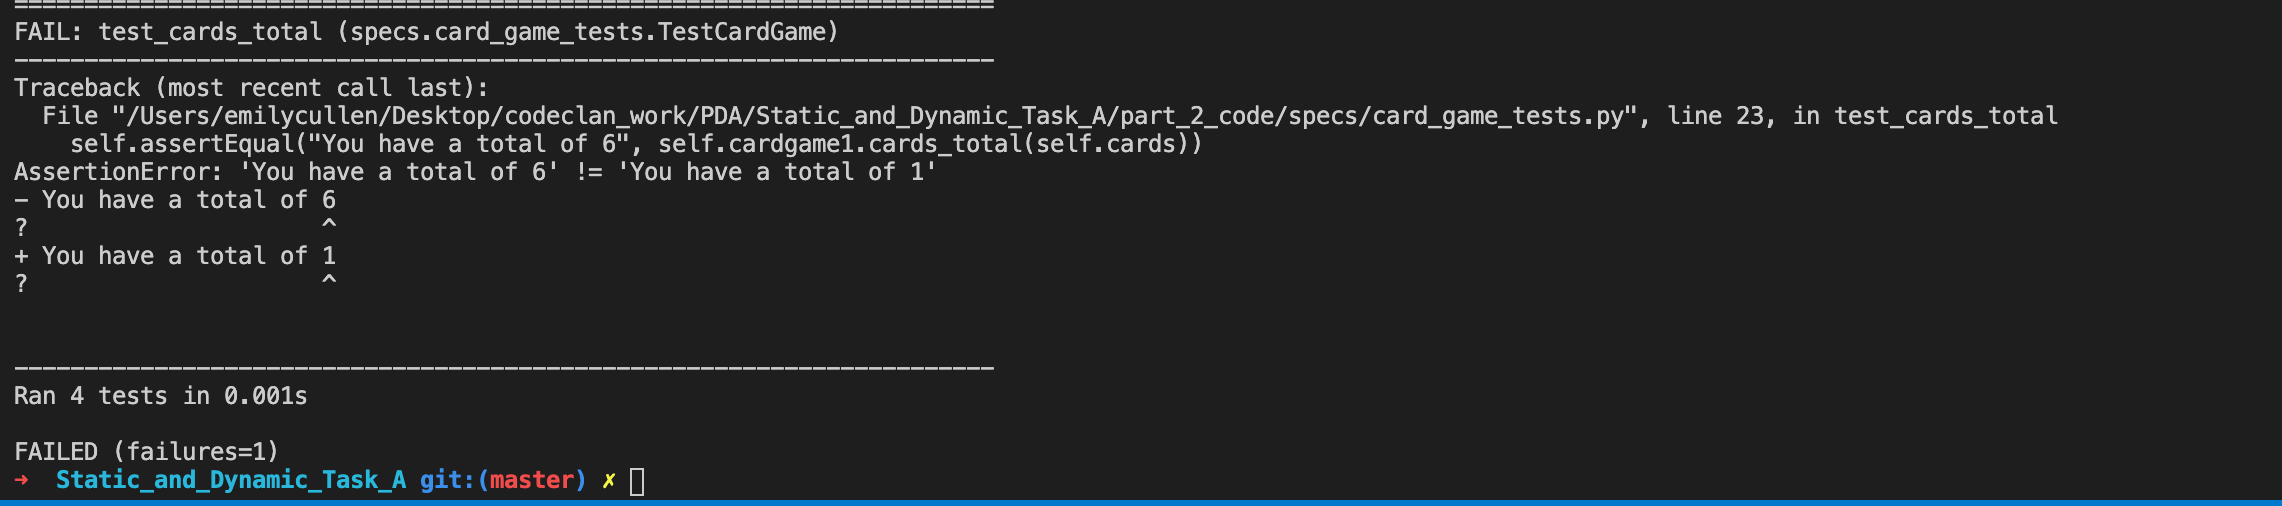 ======================================================================
FAIL: test_cards_total (specs.card_game_tests.TestCardGame)
----------------------------------------------------------------------
Traceback (most recent call last):
  File "/Users/emilycullen/Desktop/codeclan_work/PDA/Static_and_Dynamic_Task_A/part_2_code/specs/card_game_tests.py", line 23, in test_cards_total
    self.assertEqual("You have a total of 6", self.cardgame1.cards_total(self.cards))
AssertionError: 'You have a total of 6' != 'You have a total of 1'
- You have a total of 6
?                     ^
+ You have a total of 1
?                     ^
----------------------------------------------------------------------
Ran 4 tests in 0.001s
FAILED (failures=1)
➜  Static_and_Dynamic_Task_A git:(master) ✗